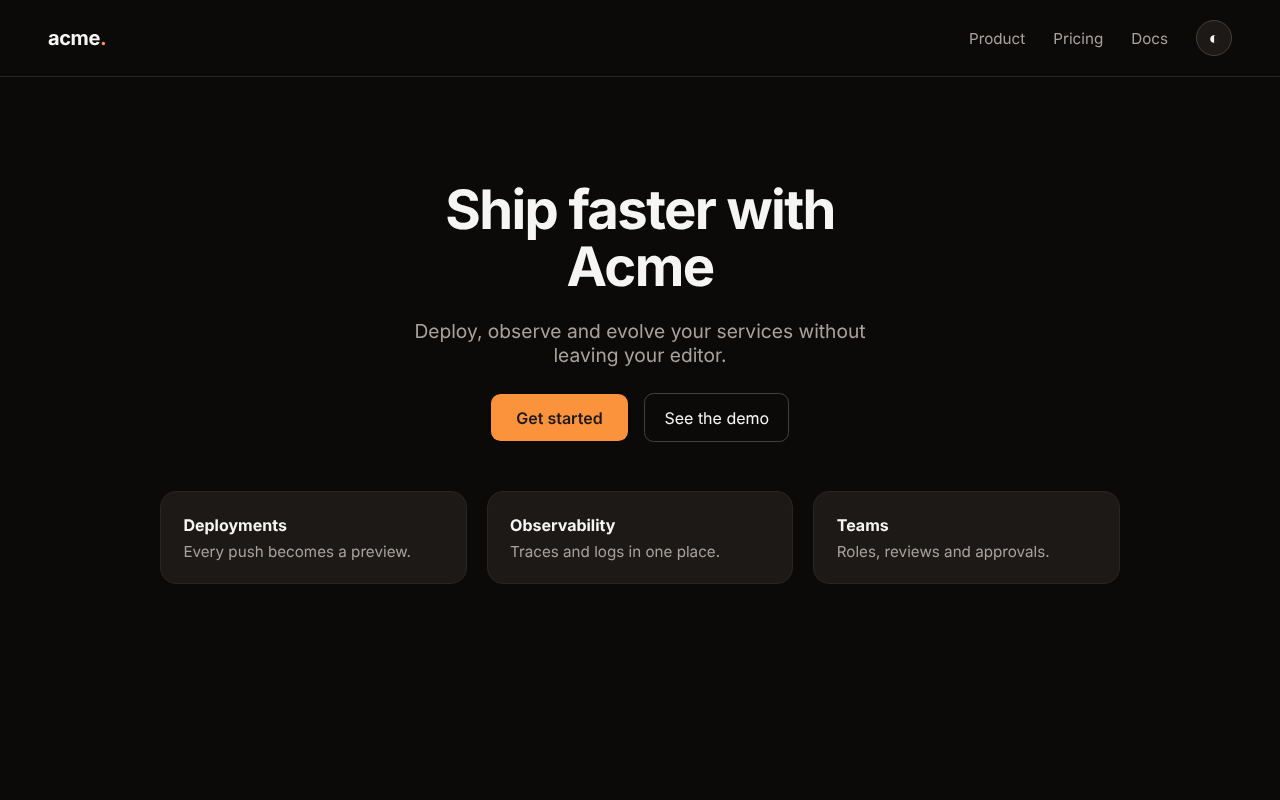 acme.
Product Pricing Docs
Ship faster with
Acme
Deploy, observe and evolve your services without
leaving your editor.
Get started See the demo
Deployments
Every push becomes a preview.
Observability
Traces and logs in one place.
Teams
Roles, reviews and approvals.